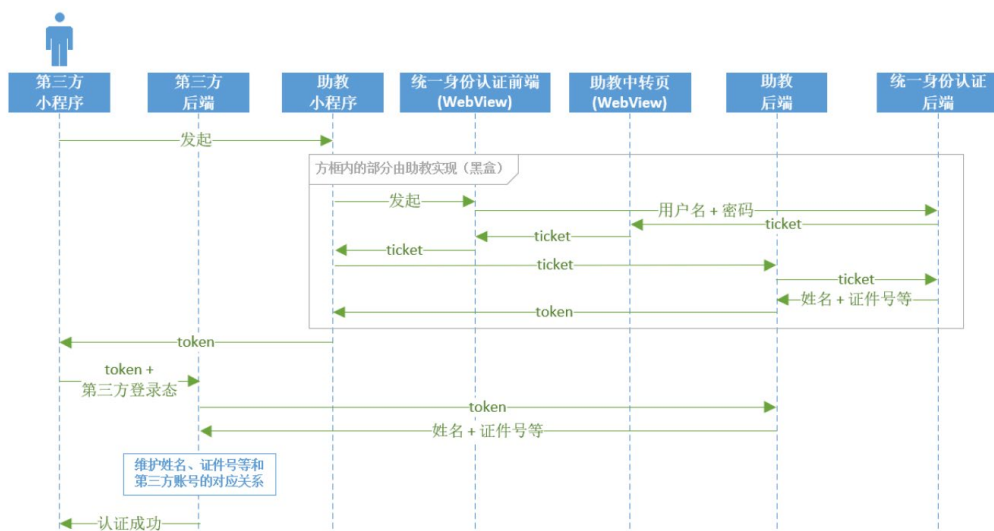 第三方
小程序
第三方
后端
助教
小程序
统一身份认证前端
(WebView)
助教中转页
(WebView)
助教
后端
统一身份认证
后端
发起
方框内的部分由助教实现（黑盒）
发起
用户名 + 密码
ticket
ticket
ticket
ticket
ticket
姓名 + 证件号等
token
token
token +
第三方登录态
token
姓名 + 证件号等
维护姓名、证件号等和
第三方账号的对应关系
认证成功